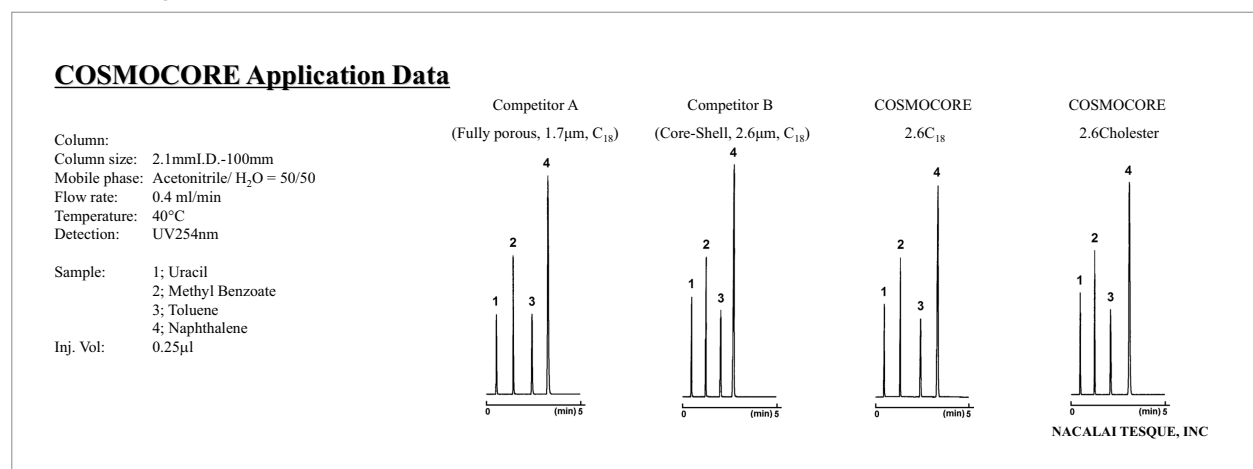 COSMOCORE Application Data
Column:
Column size: 2.1mmI.D.-100mm
Mobile phase: Acetonitrile/ H₂O = 50/50
Flow rate: 0.4 ml/min
Temperature: 40°C
Detection: UV254nm
Sample: 1; Uracil
2; Methyl Benzoate
3; Toluene
4; Naphthalene
Inj. Vol: 0.25μl
Competitor A
(Fully porous, 1.7μm, C₁₈)
1
2
3
4
0 (min) 5
Competitor B
(Core-Shell, 2.6μm, C₁₈)
1
2
3
4
0 (min) 5
COSMOCORE
2.6C₁₈
1
2
3
4
0 (min) 5
COSMOCORE
2.6Cholester
1
2
3
4
0 (min) 5
NACALAI TESQUE, INC